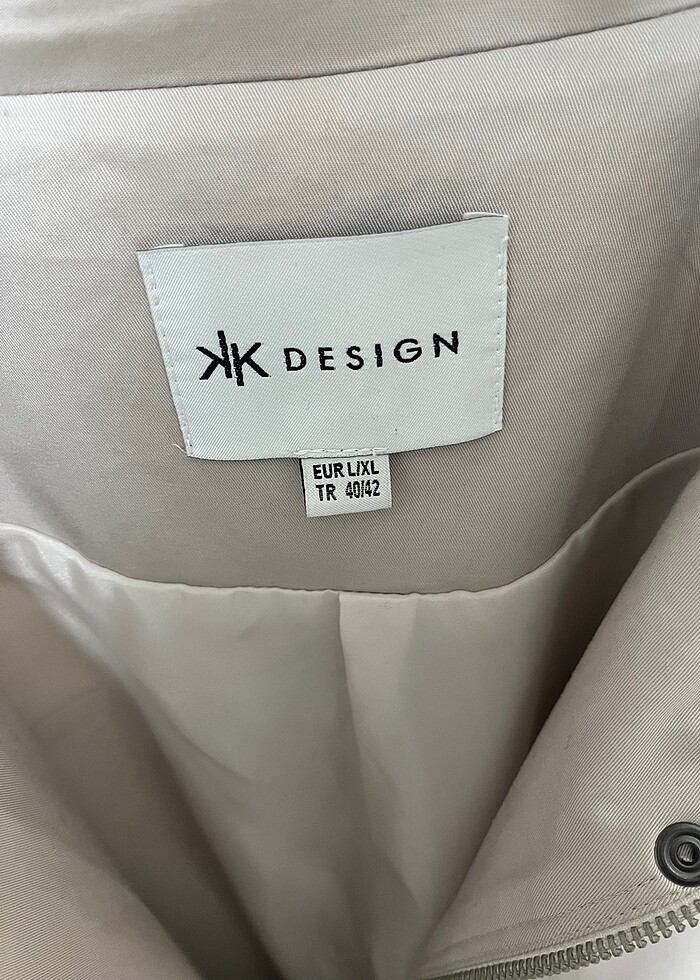 KK DESIGN
EUR L/XL
TR 40/42